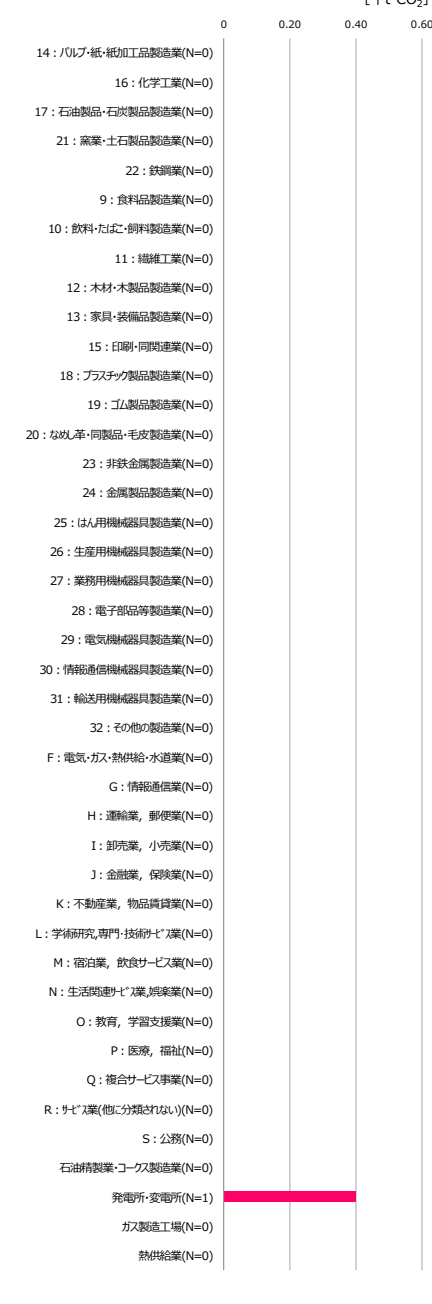 [千t-CO2]
0 0.20 0.40 0.60
14：パルプ・紙・紙加工品製造業(N=0)
16：化学工業(N=0)
17：石油製品・石炭製品製造業(N=0)
21：窯業・土石製品製造業(N=0)
22：鉄鋼業(N=0)
9：食料品製造業(N=0)
10：飲料・たばこ・飼料製造業(N=0)
11：繊維工業(N=0)
12：木材・木製品製造業(N=0)
13：家具・装備品製造業(N=0)
15：印刷・同関連業(N=0)
18：プラスチック製品製造業(N=0)
19：ゴム製品製造業(N=0)
20：なめし革・同製品・毛皮製造業(N=0)
23：非鉄金属製造業(N=0)
24：金属製品製造業(N=0)
25：はん用機械器具製造業(N=0)
26：生産用機械器具製造業(N=0)
27：業務用機械器具製造業(N=0)
28：電子部品等製造業(N=0)
29：電気機械器具製造業(N=0)
30：情報通信機械器具製造業(N=0)
31：輸送用機械器具製造業(N=0)
32：その他の製造業(N=0)
F：電気・ガス・熱供給・水道業(N=0)
G：情報通信業(N=0)
H：運輸業，郵便業(N=0)
I：卸売業，小売業(N=0)
J：金融業，保険業(N=0)
K：不動産業，物品賃貸業(N=0)
L：学術研究,専門・技術ｻｰﾋﾞｽ業(N=0)
M：宿泊業，飲食サービス業(N=0)
N：生活関連ｻｰﾋﾞｽ業,娯楽業(N=0)
O：教育，学習支援業(N=0)
P：医療，福祉(N=0)
Q：複合サービス事業(N=0)
R：ｻｰﾋﾞｽ業(他に分類されない)(N=0)
S：公務(N=0)
石油精製業・コークス製造業(N=0)
発電所・変電所(N=1)
ガス製造工場(N=0)
熱供給業(N=0)